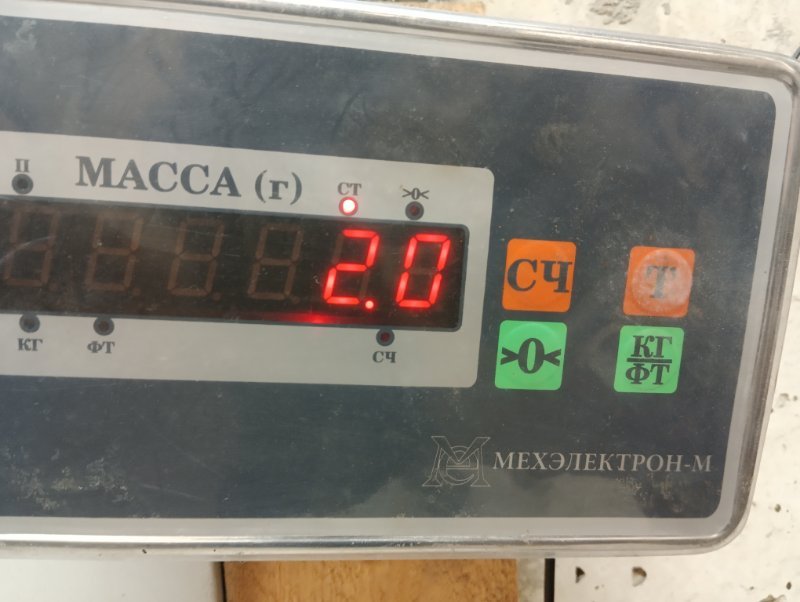 П
МАССА (г)
СТ
>0<
2.0
КГ
ФТ
СЧ
СЧ
Т
>0<
КГ
ФТ
МЕХЭЛЕКТРОН-М